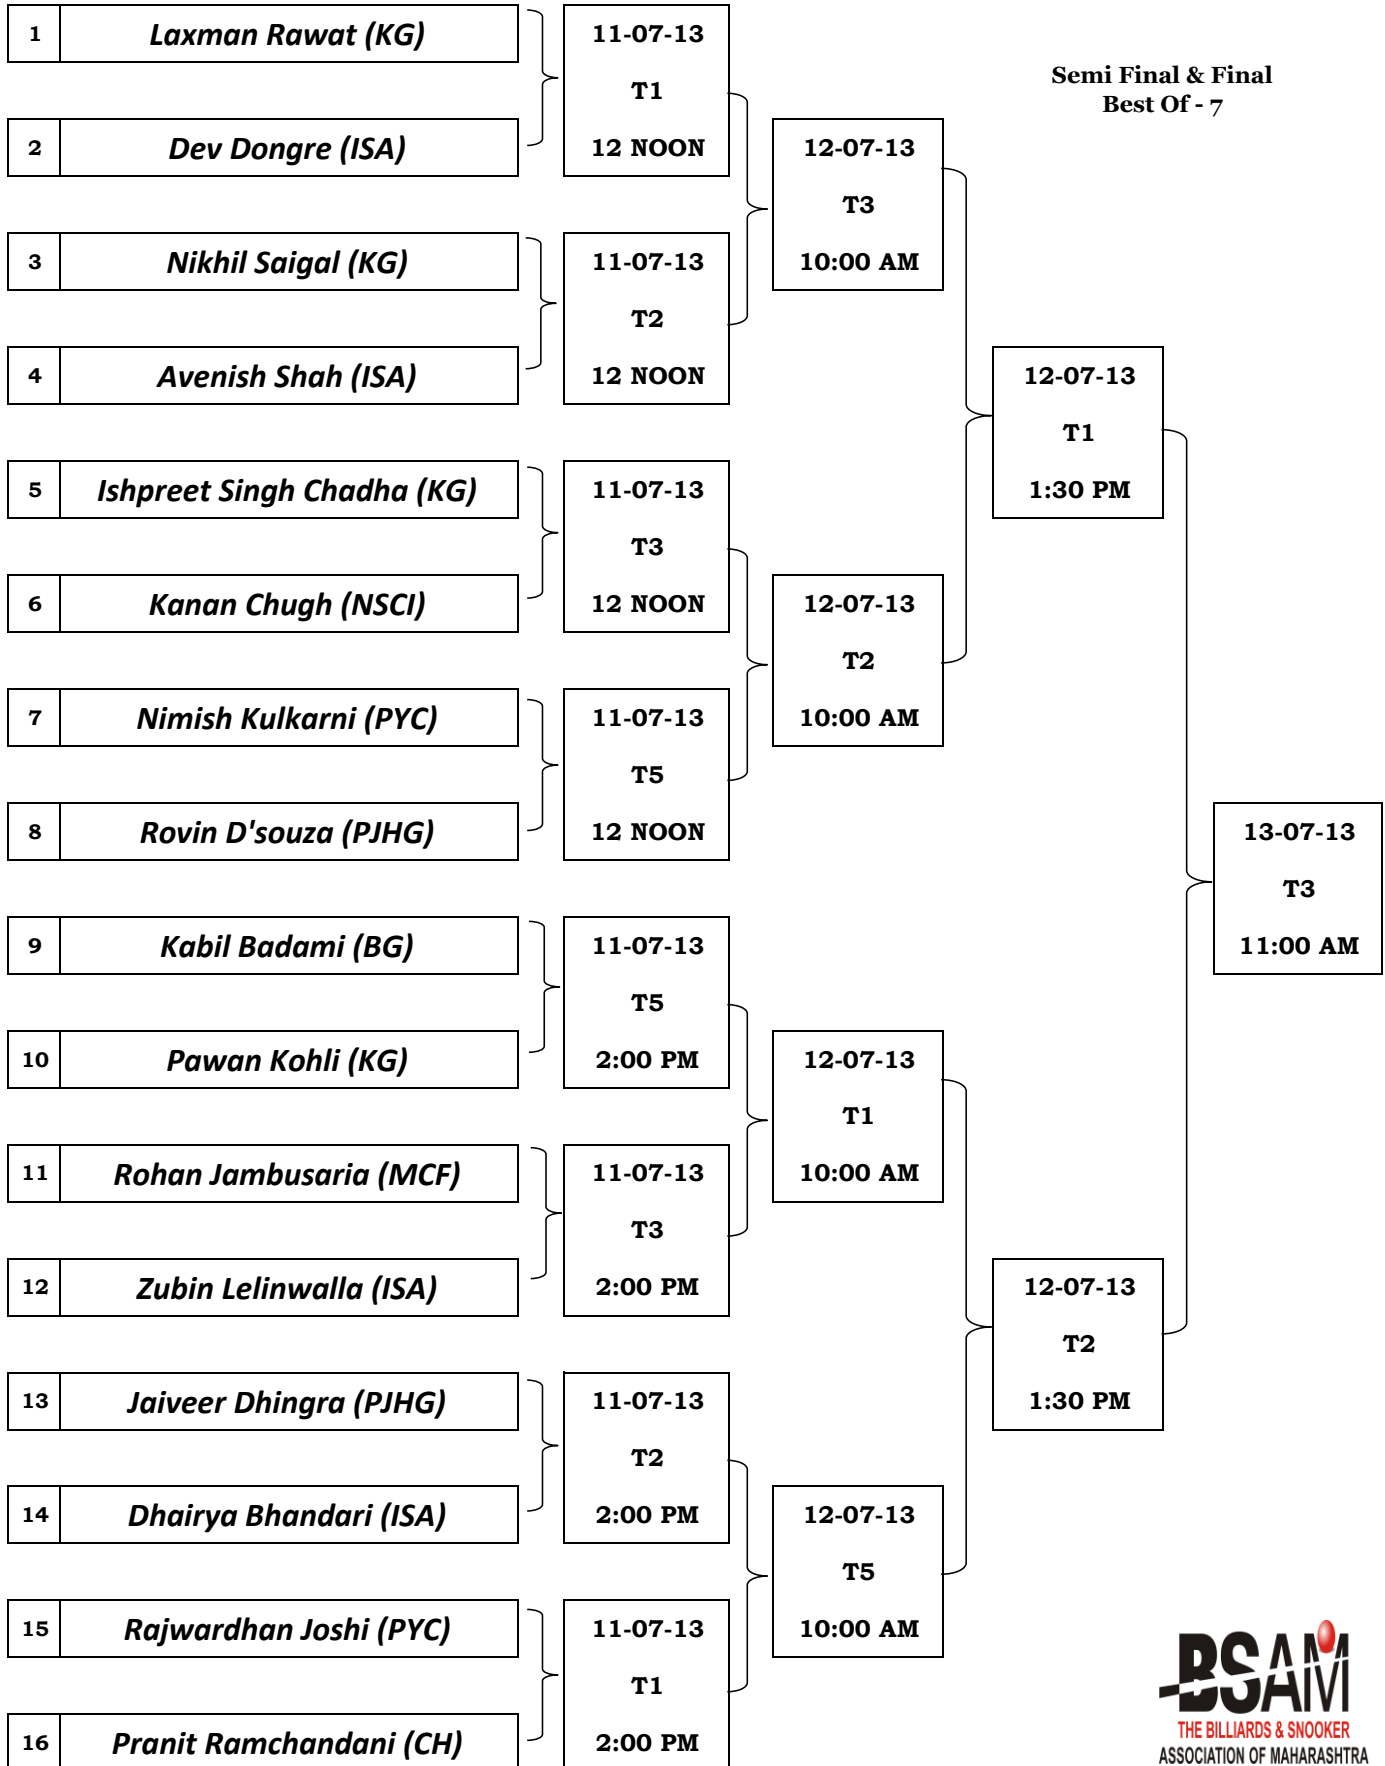 1 Laxman Rawat (KG)
2 Dev Dongre (ISA)
3 Nikhil Saigal (KG)
4 Avenish Shah (ISA)
5 Ishpreet Singh Chadha (KG)
6 Kanan Chugh (NSCI)
7 Nimish Kulkarni (PYC)
8 Rovin D'souza (PJHG)
9 Kabil Badami (BG)
10 Pawan Kohli (KG)
11 Rohan Jambusaria (MCF)
12 Zubin Lelinwalla (ISA)
13 Jaiveer Dhingra (PJHG)
14 Dhairya Bhandari (ISA)
15 Rajwardhan Joshi (PYC)
16 Pranit Ramchandani (CH)
11-07-13
T1
12 NOON
11-07-13
T2
12 NOON
11-07-13
T3
12 NOON
11-07-13
T5
12 NOON
11-07-13
T5
2:00 PM
11-07-13
T3
2:00 PM
11-07-13
T2
2:00 PM
11-07-13
T1
2:00 PM
12-07-13
T3
10:00 AM
12-07-13
T2
10:00 AM
12-07-13
T1
10:00 AM
12-07-13
T5
10:00 AM
Semi Final & Final
Best Of - 7
12-07-13
T1
1:30 PM
12-07-13
T2
1:30 PM
13-07-13
T3
11:00 AM
BSAM
THE BILLIARDS & SNOOKER
ASSOCIATION OF MAHARASHTRA